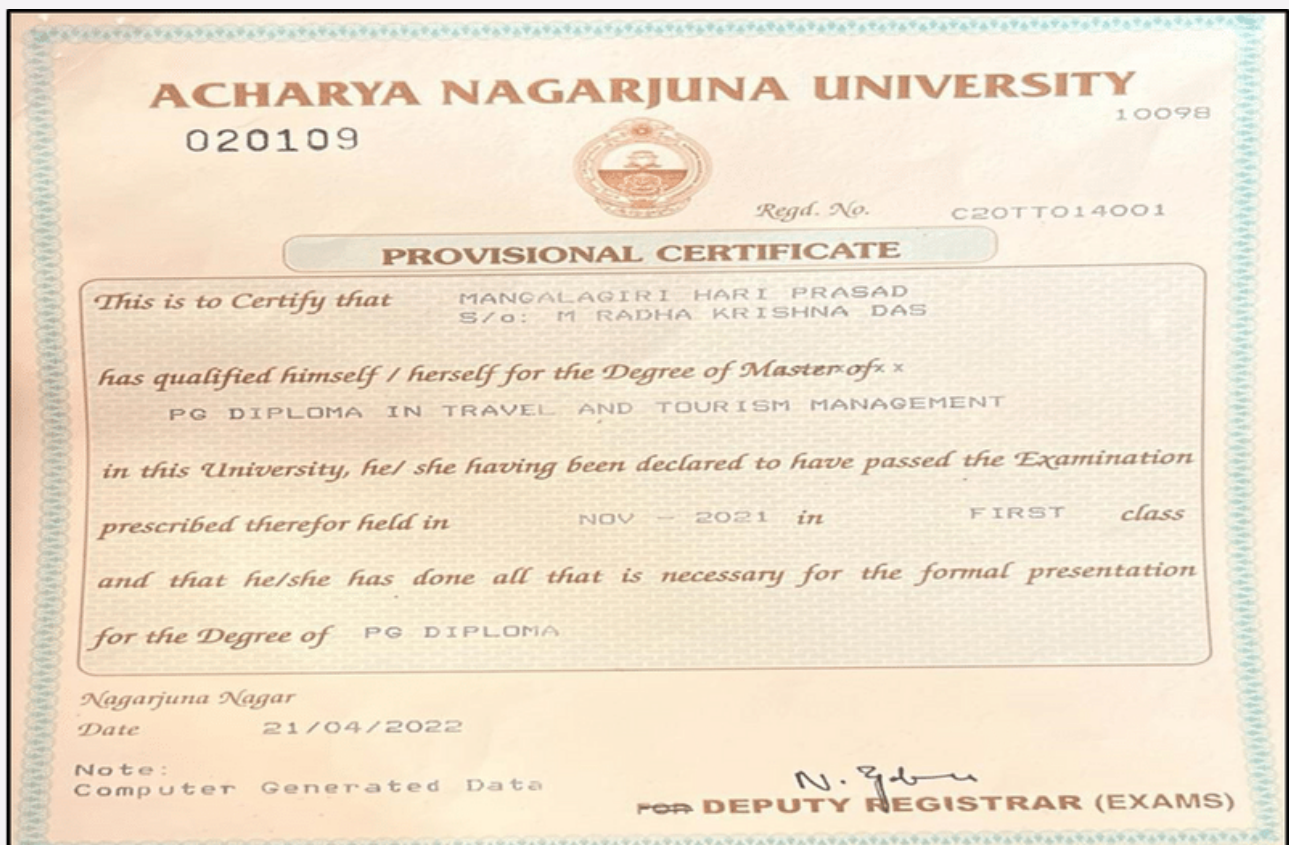 ACHARYA NAGARJUNA UNIVERSITY
10098
020109
Regd. No. C20TT014001
PROVISIONAL CERTIFICATE
This is to Certify that MANGALAGIRI HARI PRASAD
S/o: M RADHA KRISHNA DAS
has qualified himself / herself for the Degree of Master of x x
PG DIPLOMA IN TRAVEL AND TOURISM MANAGEMENT
in this University, he/ she having been declared to have passed the Examination
prescribed therefor held in NOV - 2021 in FIRST class
and that he/she has done all that is necessary for the formal presentation
for the Degree of PG DIPLOMA
Nagarjuna Nagar
Date 21/04/2022
Note:
Computer Generated Data
N.
FOR DEPUTY REGISTRAR (EXAMS)